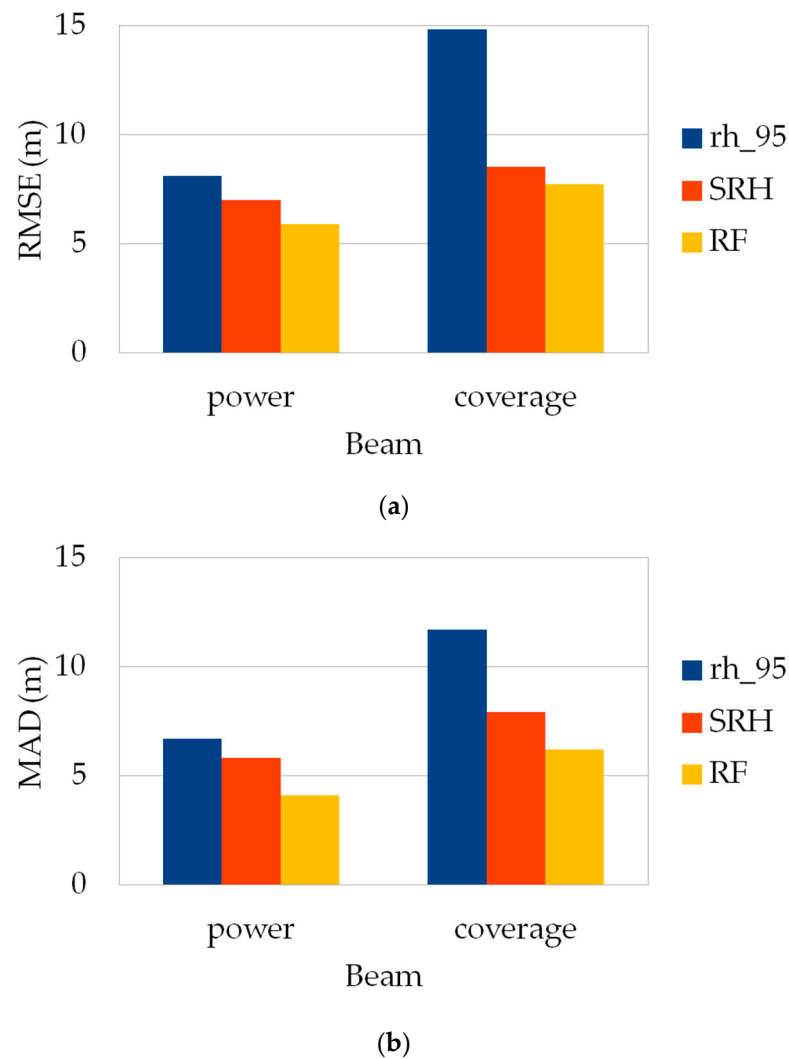 15
10
5
0
RMSE (m)
power
coverage
Beam
rh_95
SRH
RF
(a)
15
10
5
0
MAD (m)
power
coverage
Beam
rh_95
SRH
RF
(b)